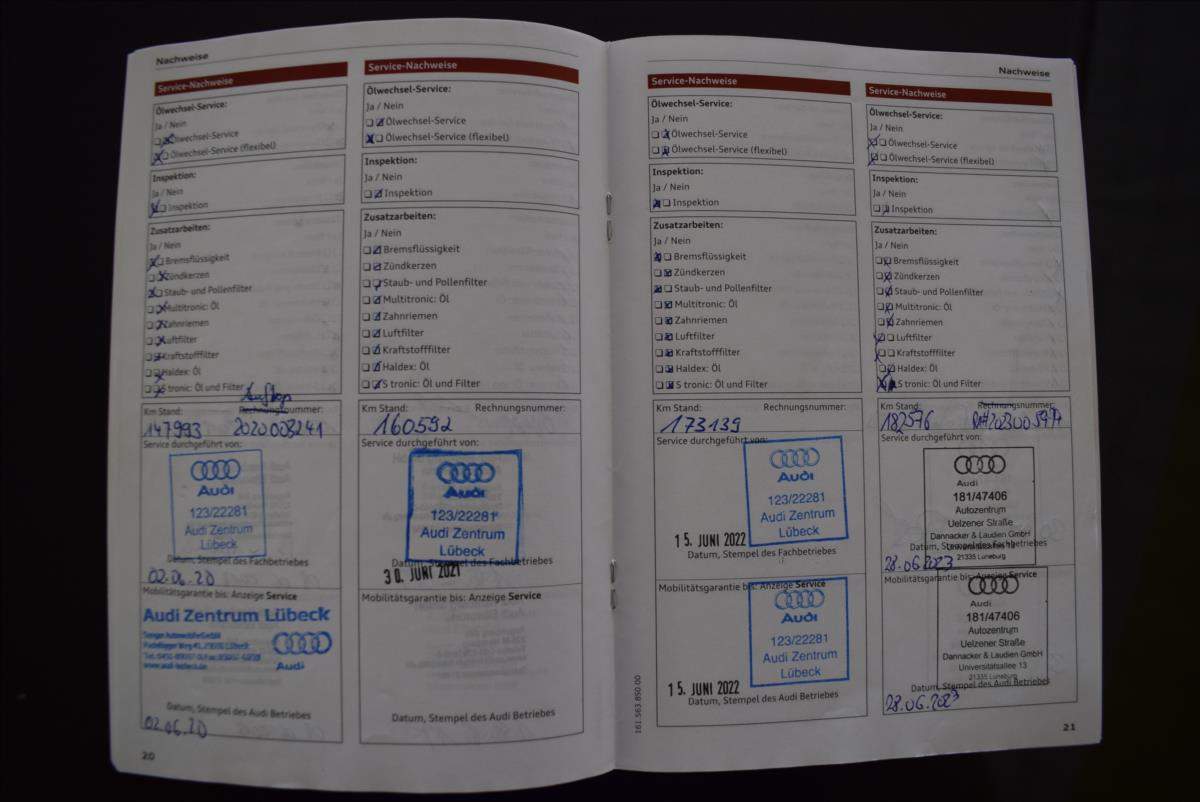 Nachweise
Service-Nachweise
Ölwechsel-Service:
Ja / Nein
Ölwechsel-Service
Ölwechsel-Service (flexibel)
Inspektion:
Ja / Nein
Inspektion
Zusatzarbeiten:
Ja / Nein
Bremsflüssigkeit
Zündkerzen
Staub- und Pollenfilter
Multitronic: Öl
Zahnriemen
Luftfilter
Kraftstofffilter
Haldex: Öl
S tronic: Öl und Filter
Auftrag
Km Stand: Rechnungsnummer:
147993 2020008241
Service durchgeführt von:
Audi
123/22281
Audi Zentrum
Lübeck
Datum, Stempel des Fachbetriebes
02.06.20
Mobilitätsgarantie bis: Anzeige Service
Audi Zentrum Lübeck
www.audi-luebeck.de
Audi
Datum, Stempel des Audi Betriebes
02.06.20
20
Service-Nachweise
Ölwechsel-Service:
Ja / Nein
Ölwechsel-Service
Ölwechsel-Service (flexibel)
Inspektion:
Ja / Nein
Inspektion
Zusatzarbeiten:
Ja / Nein
Bremsflüssigkeit
Zündkerzen
Staub- und Pollenfilter
Multitronic: Öl
Zahnriemen
Luftfilter
Kraftstofffilter
Haldex: Öl
S tronic: Öl und Filter
Km Stand: Rechnungsnummer:
160592
Service durchgeführt von:
Audi
123/22281
Audi Zentrum
Lübeck
Datum, Stempel des Fachbetriebes
30. JUNI 2021
Mobilitätsgarantie bis: Anzeige Service
Datum, Stempel des Audi Betriebes
Service-Nachweise
Ölwechsel-Service:
Ja / Nein
Ölwechsel-Service
Ölwechsel-Service (flexibel)
Inspektion:
Ja / Nein
Inspektion
Zusatzarbeiten:
Ja / Nein
Bremsflüssigkeit
Zündkerzen
Staub- und Pollenfilter
Multitronic: Öl
Zahnriemen
Luftfilter
Kraftstofffilter
Haldex: Öl
S tronic: Öl und Filter
Km Stand: Rechnungsnummer:
173139
Service durchgeführt von:
Audi
123/22281
Audi Zentrum
Lübeck
15. JUNI 2022
Datum, Stempel des Fachbetriebes
Mobilitätsgarantie bis: Anzeige Service
Audi
123/22281
Audi Zentrum
Lübeck
15. JUNI 2022
Datum, Stempel des Audi Betriebes
161.563.850.00
Nachweise
Service-Nachweise
Ölwechsel-Service:
Ja / Nein
Ölwechsel-Service
Ölwechsel-Service (flexibel)
Inspektion:
Ja / Nein
Inspektion
Zusatzarbeiten:
Ja / Nein
Bremsflüssigkeit
Zündkerzen
Staub- und Pollenfilter
Multitronic: Öl
Zahnriemen
Luftfilter
Kraftstofffilter
Haldex: Öl
S tronic: Öl und Filter
Km Stand: Rechnungsnummer:
182576
Service durchgeführt von:
Audi
181/47406
Autozentrum
Uelzener Straße
Dannacker & Laudien GmbH
Datum, Stempel des Fachbetriebes
21335 Lüneburg
28.06.2023
Mobilitätsgarantie bis: Anzeige Service
Audi
181/47406
Autozentrum
Uelzener Straße
Dannacker & Laudien GmbH
Universitätsallee 13
21335 Lüneburg
Datum, Stempel des Audi Betriebes
28.06.2023
21